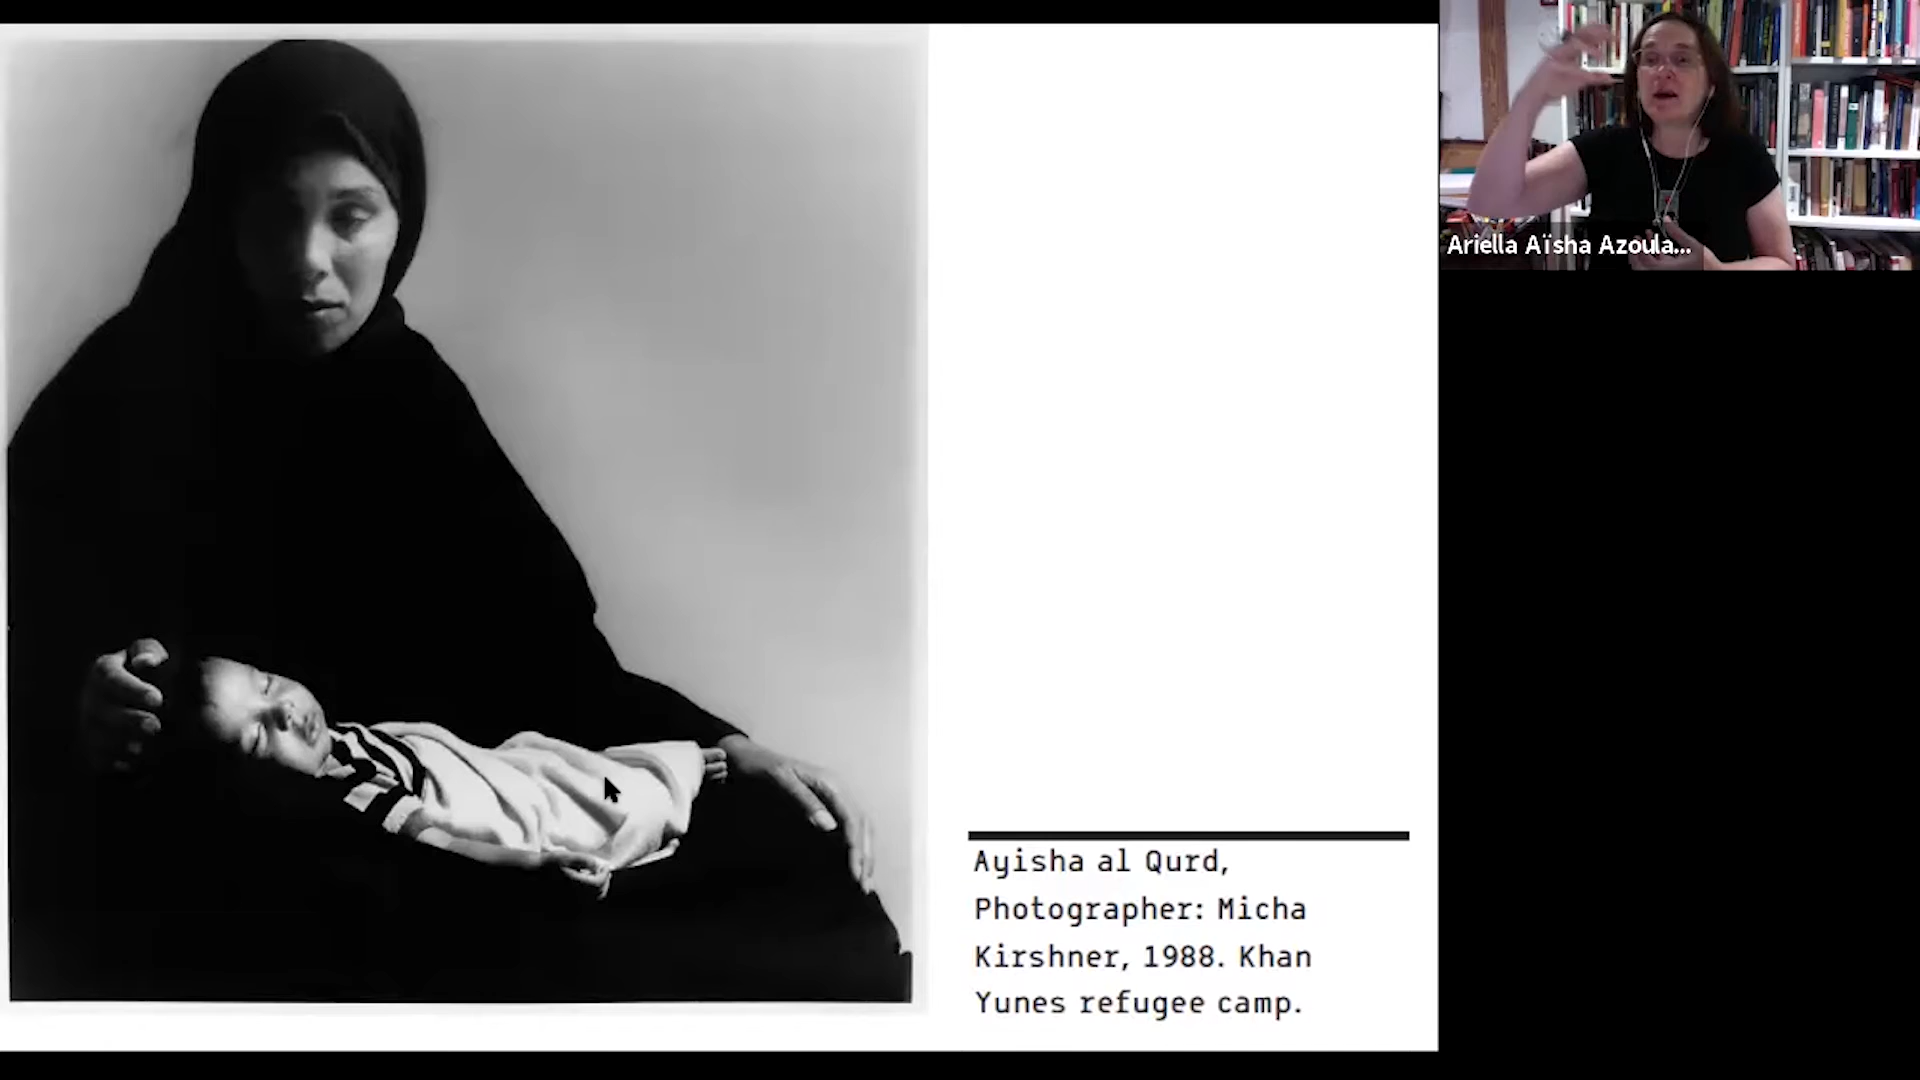 Ariella Aïsha Azoula...
Ayisha al Qurd,
Photographer: Micha
Kirshner, 1988. Khan
Yunes refugee camp.